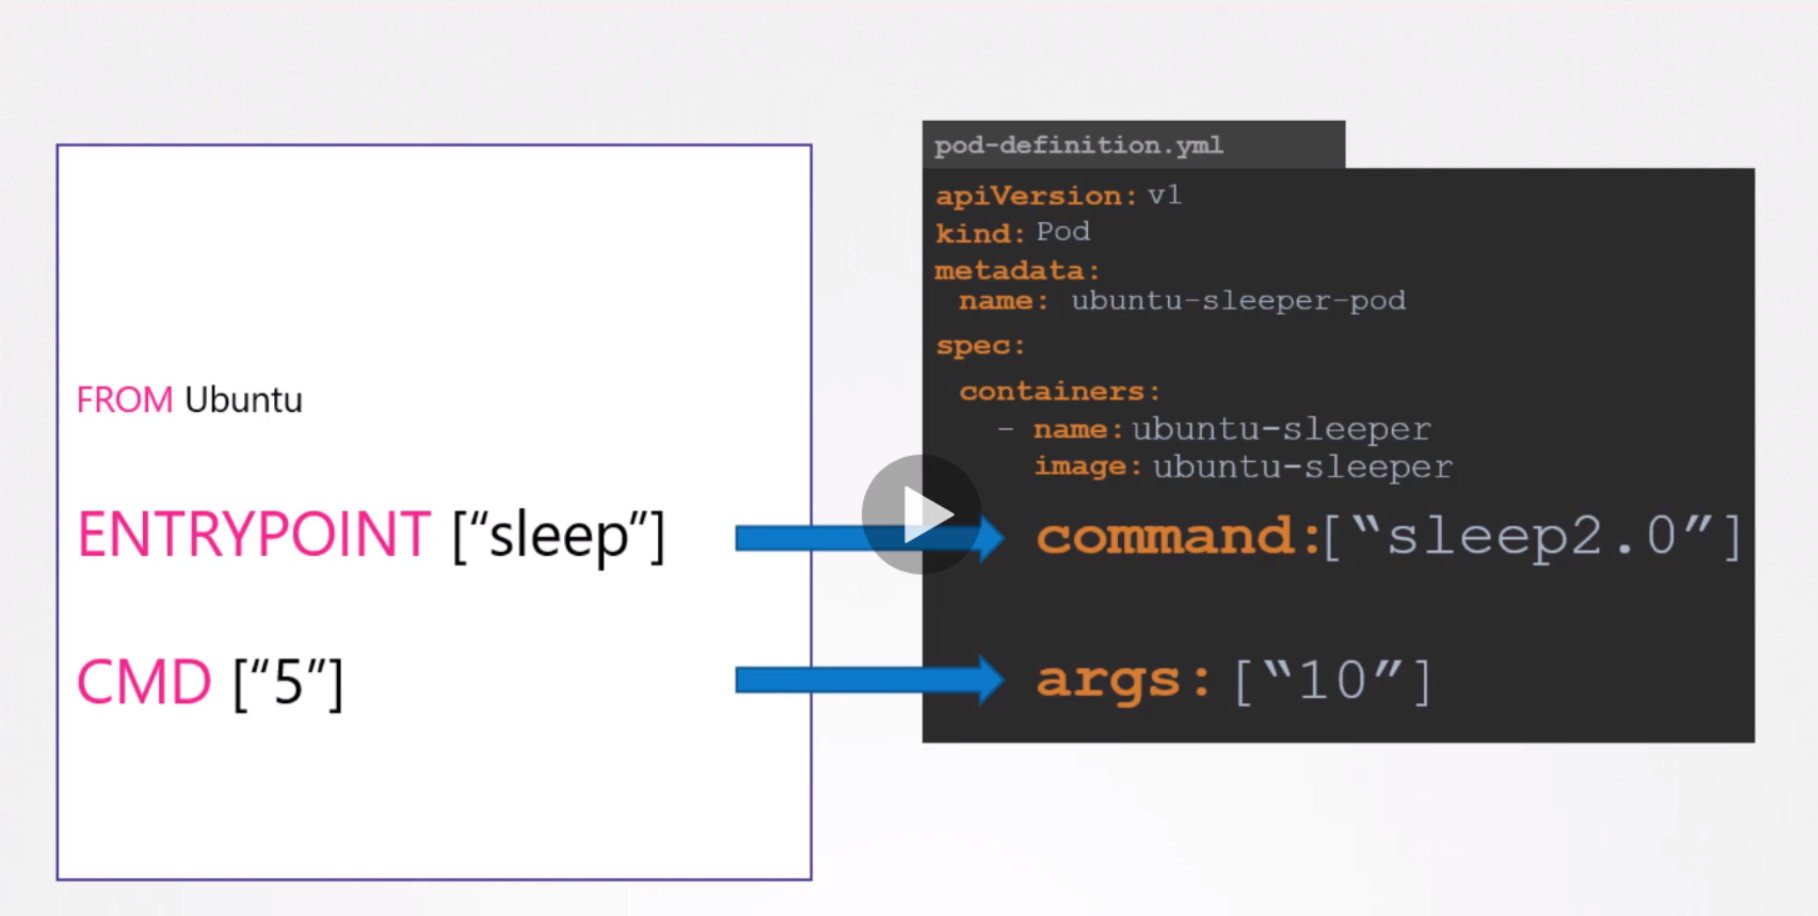 FROM Ubuntu
ENTRYPOINT [“sleep”]
CMD [“5”]
pod-definition.yml
apiVersion: v1
kind: Pod
metadata:
name: ubuntu-sleeper-pod
spec:
containers:
- name: ubuntu-sleeper
image: ubuntu-sleeper
command:[“sleep2.0”]
args: [“10”]